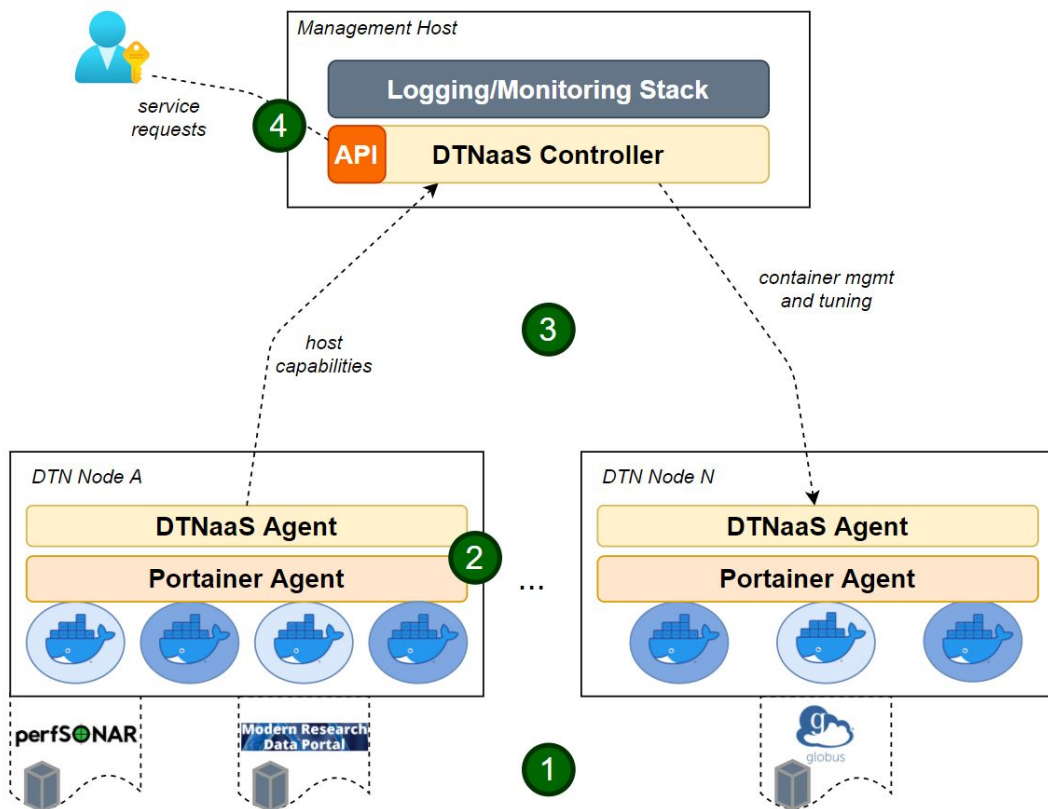 Management Host
Logging/Monitoring Stack
service
requests
4
API
DTNaaS Controller
container mgmt
and tuning
3
host
capabilities
DTN Node A
DTN Node N
DTNaaS Agent
DTNaaS Agent
2
Portainer Agent
...
Portainer Agent
perfSONAR
Modern Research
Data Portal
g
globus
1